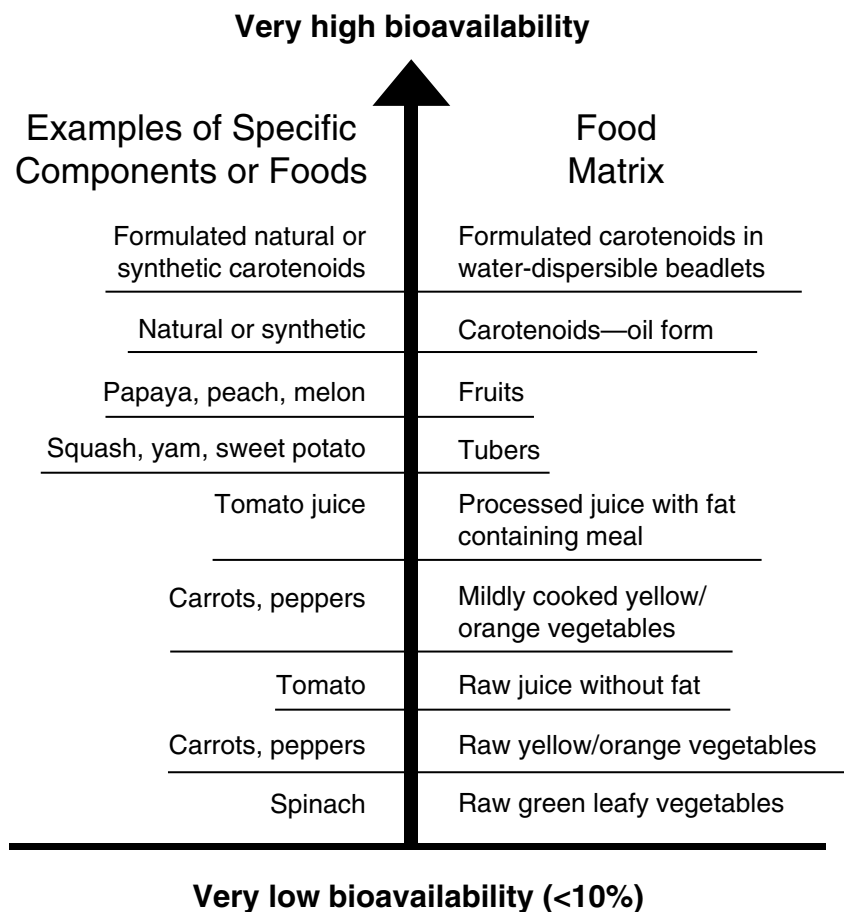 Very high bioavailability
Examples of Specific
Components or Foods
Food
Matrix
Formulated natural or
synthetic carotenoids
Formulated carotenoids in
water-dispersible beadlets
Natural or synthetic
Carotenoids—oil form
Papaya, peach, melon
Fruits
Squash, yam, sweet potato
Tubers
Tomato juice
Processed juice with fat
containing meal
Carrots, peppers
Mildly cooked yellow/
orange vegetables
Tomato
Raw juice without fat
Carrots, peppers
Raw yellow/orange vegetables
Spinach
Raw green leafy vegetables
Very low bioavailability (<10%)